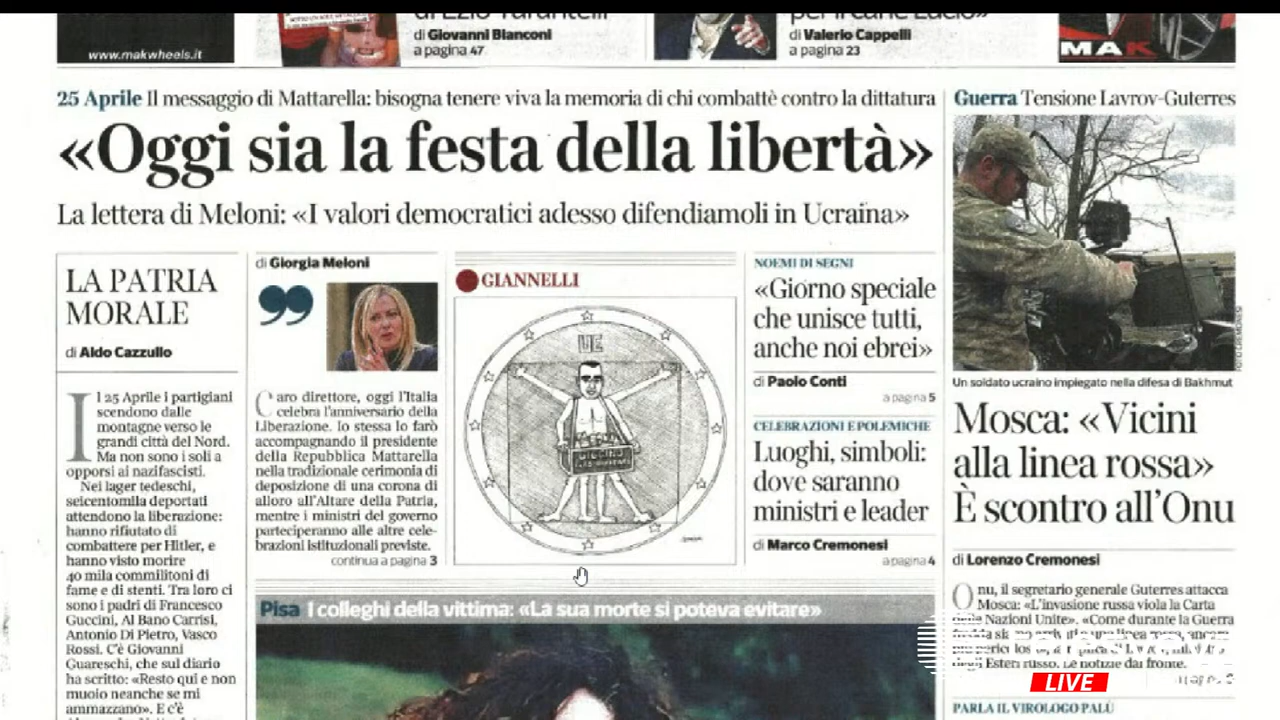 di Ezio Tarantelli
di Giovanni Bianconi
a pagina 47
www.makwheels.it
per il cane Lucio»
di Valerio Cappelli
a pagina 23
MAK
25 Aprile Il messaggio di Mattarella: bisogna tenere viva la memoria di chi combattè contro la dittatura
«Oggi sia la festa della libertà»
La lettera di Meloni: «I valori democratici adesso difendiamoli in Ucraina»
LA PATRIA
MORALE
di Aldo Cazzullo
Il 25 Aprile i partigiani
scendono dalle
montagne verso le
grandi città del Nord.
Ma non sono i soli a
opporsi ai nazifascisti.
Nei lager tedeschi,
seicentomila deportati
attendono la liberazione:
hanno rifiutato di
combattere per Hitler, e
hanno visto morire
40 mila commilitoni di
fame e di stenti. Tra loro ci
sono i padri di Francesco
Guccini, Al Bano Carrisi,
Antonio Di Pietro, Vasco
Rossi. C'è Giovanni
Guareschi, che sul diario
ha scritto: «Resto qui e non
muoio neanche se mi
ammazzano». E c'è
di Giorgia Meloni
Caro direttore, oggi l'Italia
celebra l'anniversario della
Liberazione. Io stessa lo farò
accompagnando il presidente
della Repubblica Mattarella
nella tradizionale cerimonia di
deposizione di una corona di
alloro all'Altare della Patria,
mentre i ministri del governo
parteciperanno alle altre cele-
brazioni istituzionali previste.
continua a pagina 3
GIANNELLI
UE
NOEMI DI SEGNI
«Giorno speciale
che unisce tutti,
anche noi ebrei»
di Paolo Conti
a pagina 5
CELEBRAZIONI E POLEMICHE
Luoghi, simboli:
dove saranno
ministri e leader
di Marco Cremonesi
a pagina 4
Pisa I colleghi della vittima: «La sua morte si poteva evitare»
Guerra Tensione Lavrov-Guterres
Un soldato ucraino impiegato nella difesa di Bakhmut
Mosca: «Vicini
alla linea rossa»
È scontro all'Onu
di Lorenzo Cremonesi
Onu, il segretario generale Guterres attacca
Mosca: «L'invasione russa viola la Carta
delle Nazioni Unite». «Come durante la Guerra
degli Esteri russo. Le notizie dal fronte.
LIVE
PARLA IL VIROLOGO PALÙ